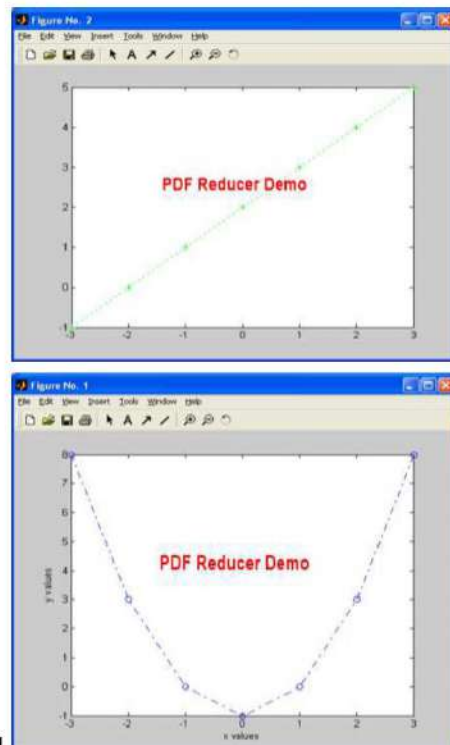 Figure No. 2
File Edit View Insert Tools Window Help
A
5
4
3
PDF Reducer Demo
2
1
0
-1
-3 -2 -1 0 1 2 3
Figure No. 1
File Edit View Insert Tools Window Help
A
8
7
6
5
PDF Reducer Demo
4
y values
3
2
1
0
-1
-3 -2 -1 0 1 2 3
x values